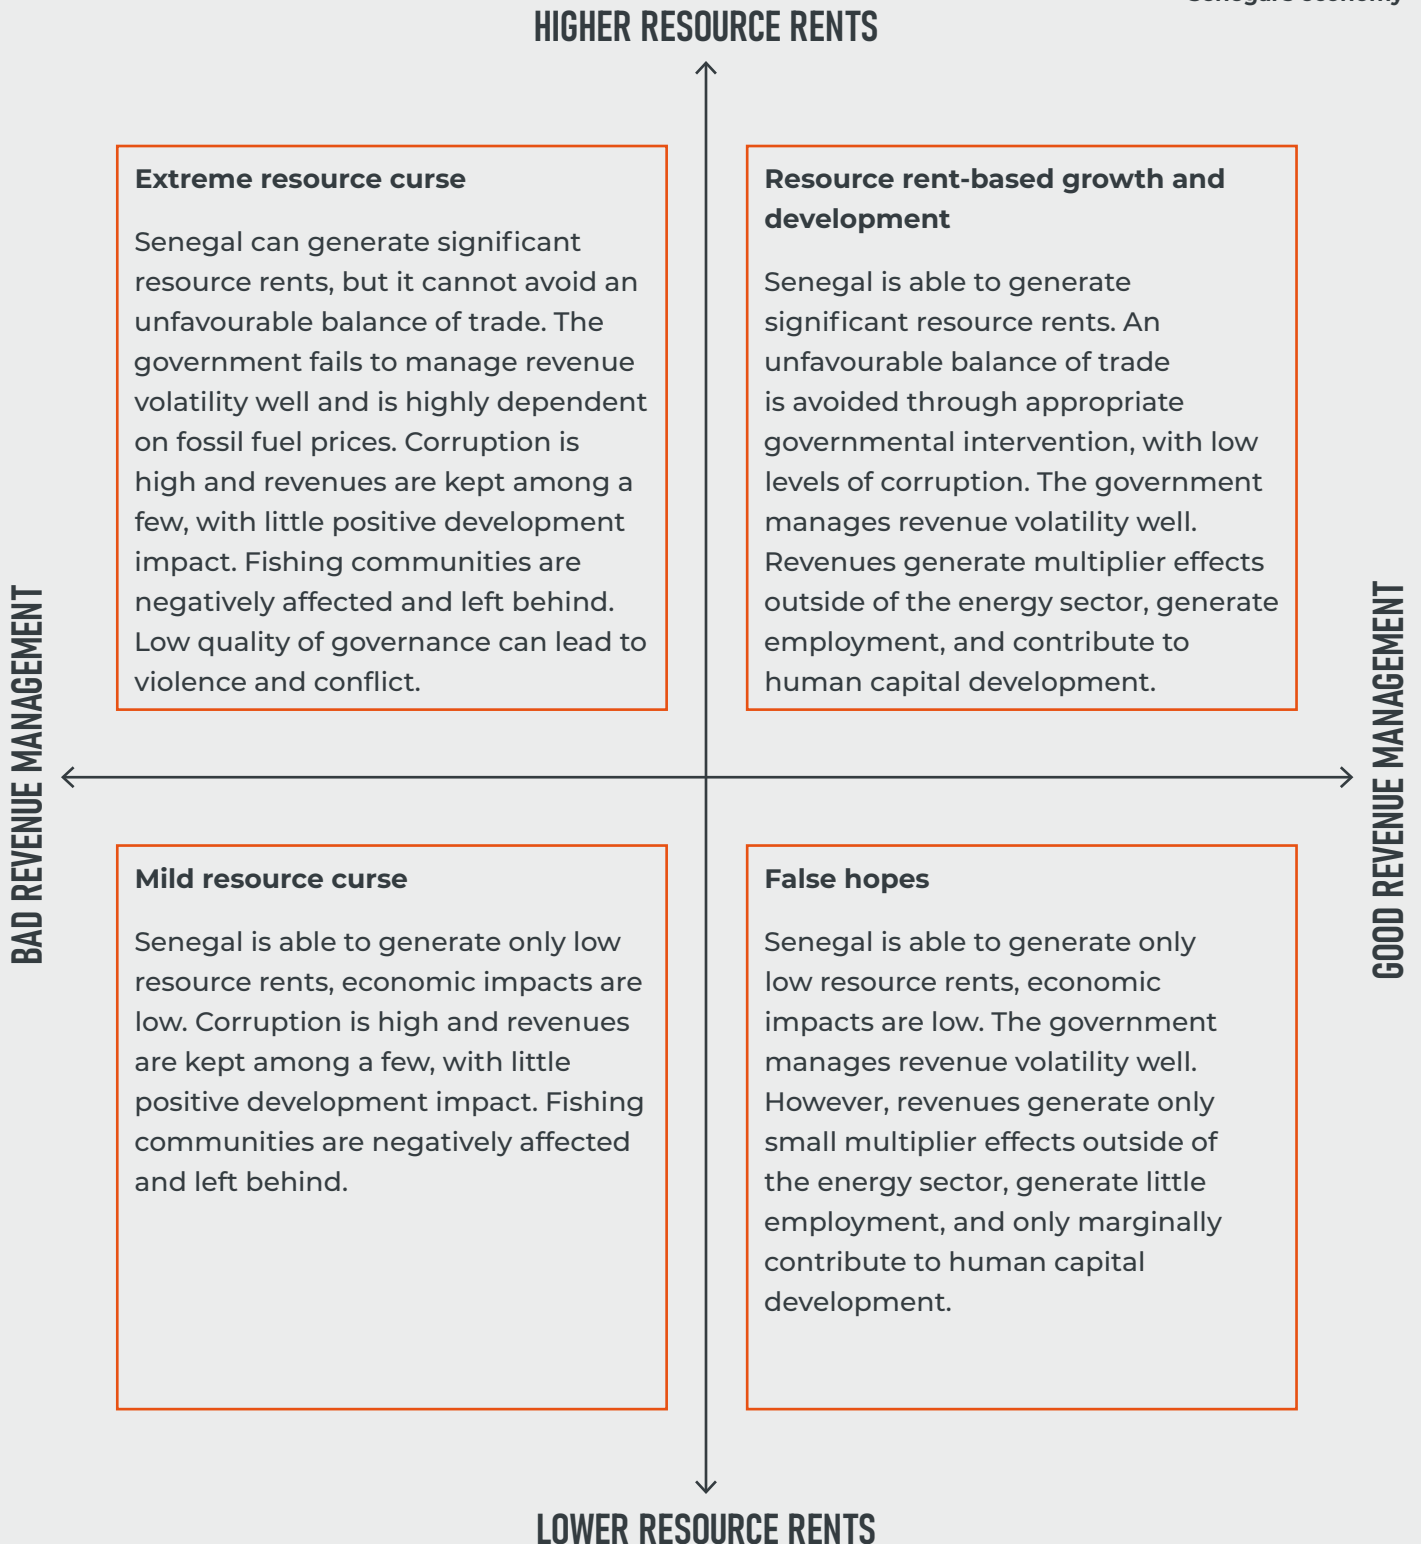 HIGHER RESOURCE RENTS
Extreme resource curse
Senegal can generate significant
resource rents, but it cannot avoid an
unfavourable balance of trade. The
government fails to manage revenue
volatility well and is highly dependent
on fossil fuel prices. Corruption is
high and revenues are kept among a
few, with little positive development
impact. Fishing communities are
negatively affected and left behind.
Low quality of governance can lead to
violence and conflict.
Resource rent-based growth and
development
Senegal is able to generate
significant resource rents. An
unfavourable balance of trade
is avoided through appropriate
governmental intervention, with low
levels of corruption. The government
manages revenue volatility well.
Revenues generate multiplier effects
outside of the energy sector, generate
employment, and contribute to
human capital development.
BAD REVENUE MANAGEMENT
GOOD REVENUE MANAGEMENT
Mild resource curse
Senegal is able to generate only low
resource rents, economic impacts are
low. Corruption is high and revenues
are kept among a few, with little
positive development impact. Fishing
communities are negatively affected
and left behind.
False hopes
Senegal is able to generate only
low resource rents, economic
impacts are low. The government
manages revenue volatility well.
However, revenues generate only
small multiplier effects outside of
the energy sector, generate little
employment, and only marginally
contribute to human capital
development.
LOWER RESOURCE RENTS